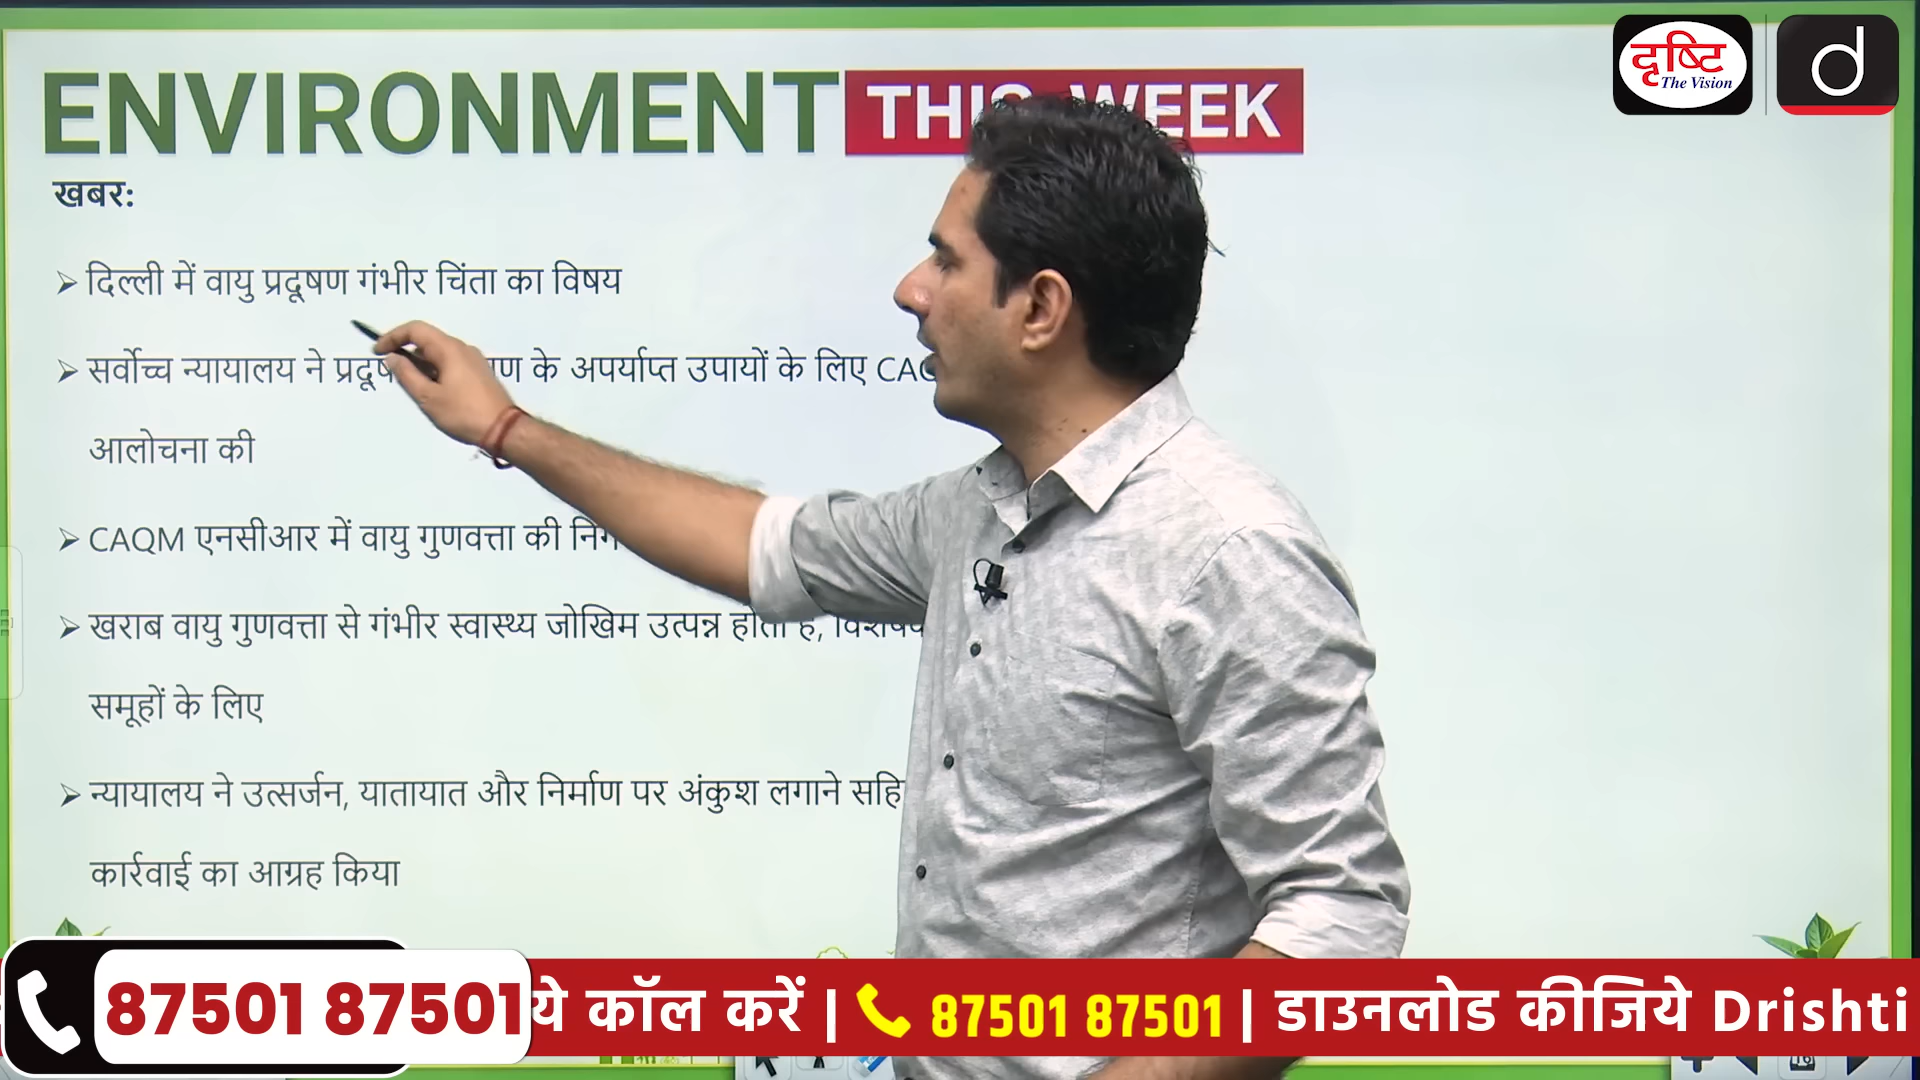 ENVIRONMENT THIS WEEK
दृष्टि
The Vision
d
खबर:
➢ दिल्ली में वायु प्रदूषण गंभीर चिंता का विषय
➢ सर्वोच्च न्यायालय ने के अपर्याप्त उपायों के लिए
आलोचना की
➢ CAQM एनसीआर में वायु गुणवत्ता की
➢ खराब वायु गुणवत्ता से गंभीर स्वास्थ्य जोखिम उत्पन्न होता है,
समूहों के लिए
➢ न्यायालय ने उत्सर्जन, यातायात और निर्माण पर अंकुश लगाने
कार्रवाई का आग्रह किया
87501 87501
ये कॉल करें | 87501 87501 | डाउनलोड कीजिये Drishti